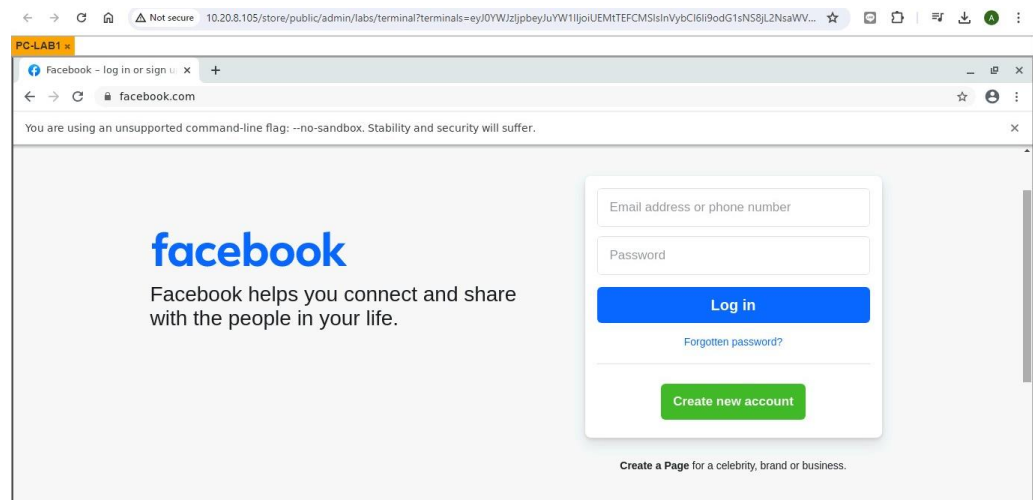 Not secure 10.20.8.105/store/public/admin/labs/terminal?terminals=eyJ0YWJzIjpbeyJuYW1lIjoiUEMtTEFCMSIsInVybCI6Ii9odG1sNS8jL2NsaWV...
A
PC-LAB1 ×
Facebook – log in or sign u
facebook.com
You are using an unsupported command-line flag: --no-sandbox. Stability and security will suffer.
Email address or phone number
facebook
Password
Facebook helps you connect and share
with the people in your life.
Log in
Forgotten password?
Create new account
Create a Page for a celebrity, brand or business.